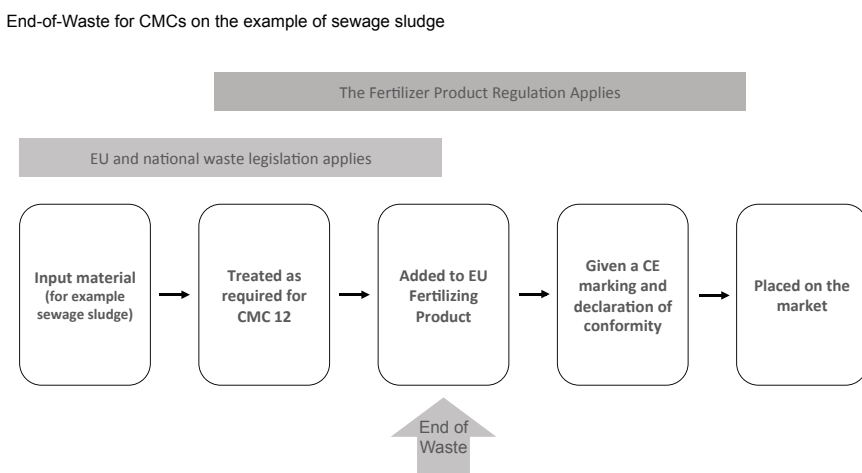 End-of-Waste for CMCs on the example of sewage sludge
The Fertilizer Product Regulation Applies
EU and national waste legislation applies
Input material
(for example
sewage sludge)
Treated as
required for
CMC 12
Added to EU
Fertilizing
Product
Given a CE
marking and
declaration of
conformity
Placed on the
market
End of
Waste